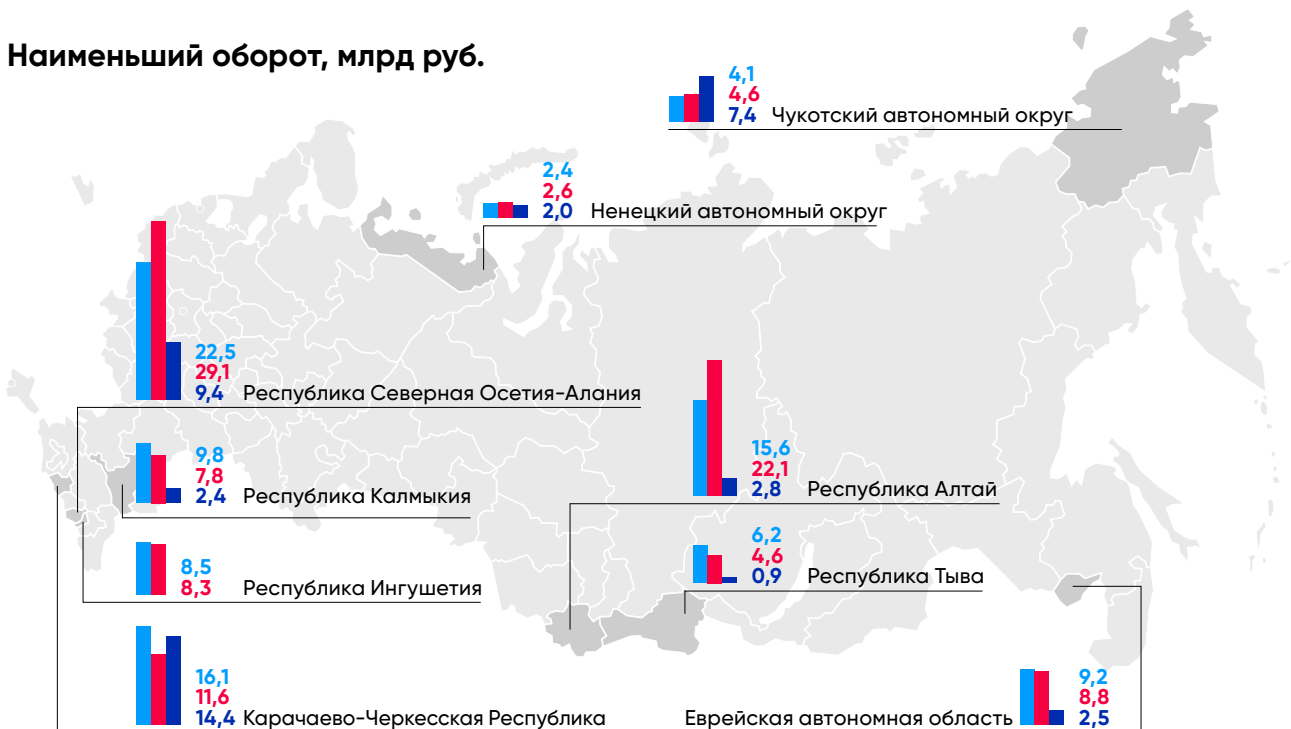 Наименьший оборот, млрд руб.
4,1
4,6
7,4 Чукотский автономный округ
2,4
2,6
2,0 Ненецкий автономный округ
22,5
29,1
9,4 Республика Северная Осетия-Алания
9,8
7,8
2,4 Республика Калмыкия
15,6
22,1
2,8 Республика Алтай
8,5
8,3 Республика Ингушетия
6,2
4,6
0,9 Республика Тыва
16,1
11,6
14,4 Карачаево-Черкесская Республика
9,2
8,8
Еврейская автономная область 2,5